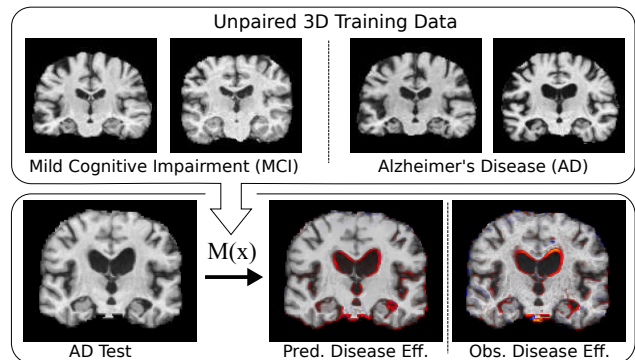 Unpaired 3D Training Data
Mild Cognitive Impairment (MCI)
Alzheimer's Disease (AD)
M(x)
AD Test
Pred. Disease Eff.
Obs. Disease Eff.